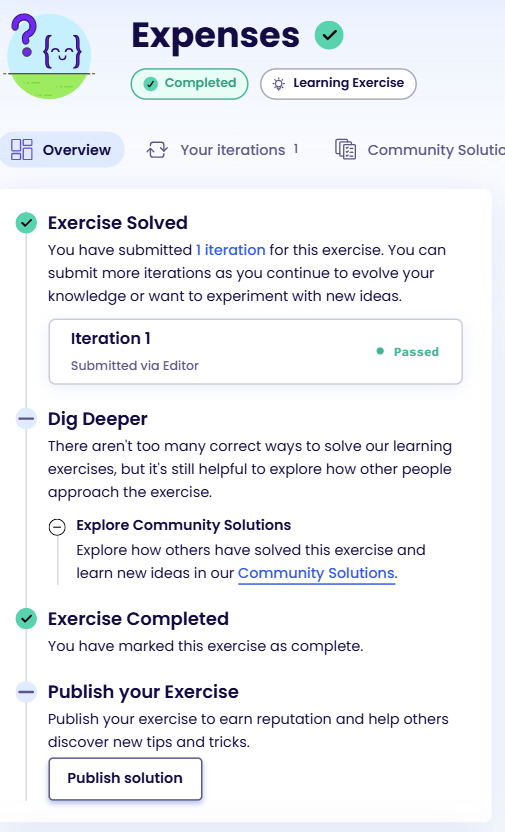 Expenses
Completed
Learning Exercise
Overview
Your iterations 1
Community Solutio
Exercise Solved
You have submitted 1 iteration for this exercise. You can
submit more iterations as you continue to evolve your
knowledge or want to experiment with new ideas.
Iteration 1
Passed
Submitted via Editor
Dig Deeper
There aren't too many correct ways to solve our learning
exercises, but it's still helpful to explore how other people
approach the exercise.
Explore Community Solutions
Explore how others have solved this exercise and
learn new ideas in our Community Solutions.
Exercise Completed
You have marked this exercise as complete.
Publish your Exercise
Publish your exercise to earn reputation and help others
discover new tips and tricks.
Publish solution